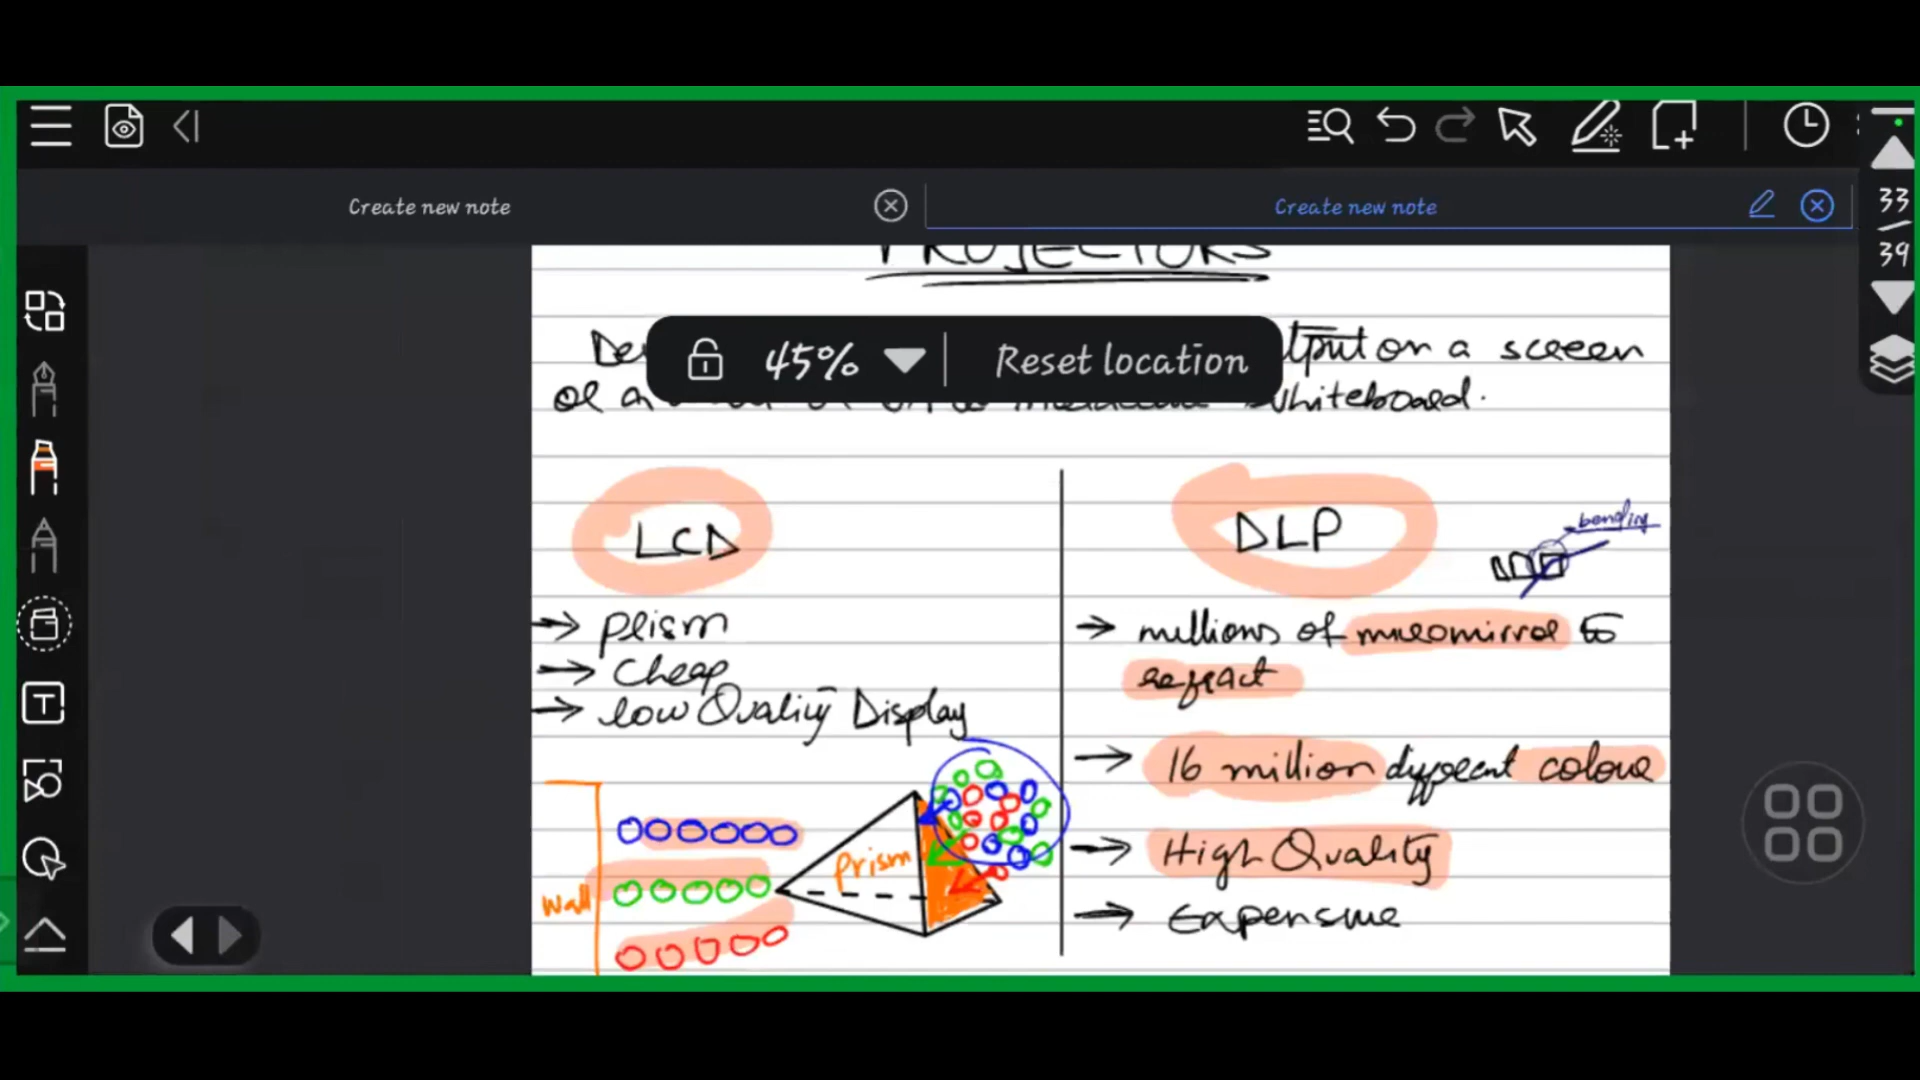 Create new note
Create new note
33
39
PROJECTORS
45%
Reset location
on a screen
or a
whiteboard.
LCD
DLP
bending
→ prism
→ cheap
→ low Quality Display
→ millions of micromirror to
refract
→ 16 million different colour
→ High Quality
→ Expensive
prism
wall
T